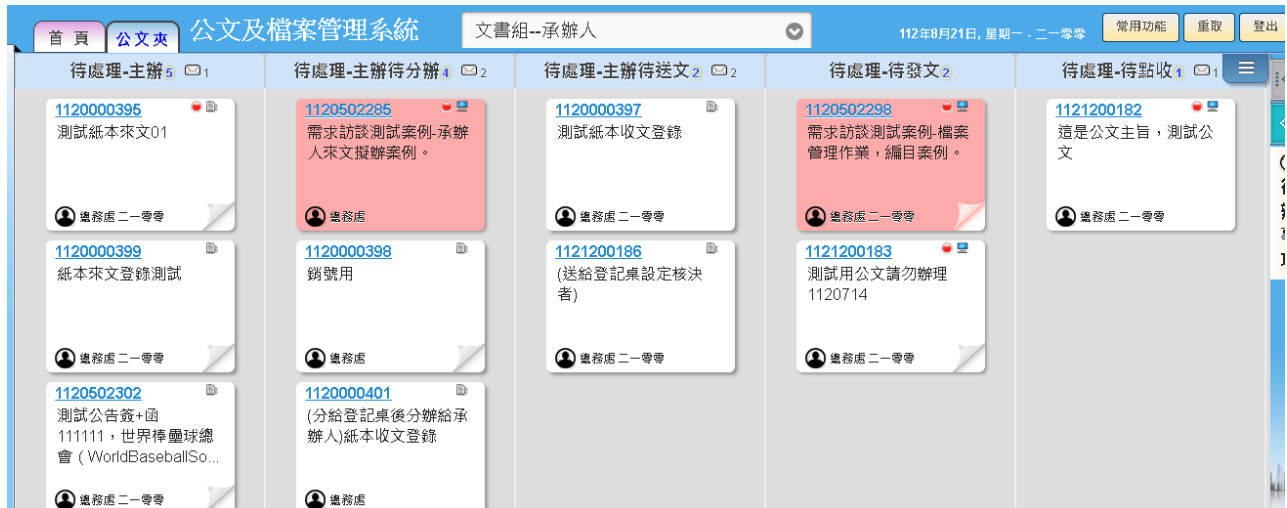 首頁
公文夾
公文及檔案管理系統
文書組--承辦人
112年8月21日, 星期一 - 二一零零
常用功能
重取
登出
待處理-主辦5 1
待處理-主辦待分辦4 2
待處理-主辦待送文2 2
待處理-待發文2
待處理-待點收1 1
1120000395
測試紙本來文01
總務處二一零零
1120000399
紙本來文登錄測試
總務處二一零零
1120502302
測試公告簽+函
111111，世界棒壘球總
會（WorldBaseballSo...
總務處二一零零
1120502285
需求訪談測試案例-承辦
人來文擬辦案例。
總務處
1120000398
銷號用
總務處
1120000401
(分給登記桌後分辦給承
辦人)紙本收文登錄
總務處
1120000397
測試紙本收文登錄
總務處二一零零
1121200186
(送給登記桌設定核決
者)
總務處二一零零
1120502298
需求訪談測試案例-檔案
管理作業，編目案例。
總務處二一零零
1121200183
測試用公文請勿辦理
1120714
總務處二一零零
1121200182
這是公文主旨，測試公
文
總務處二一零零